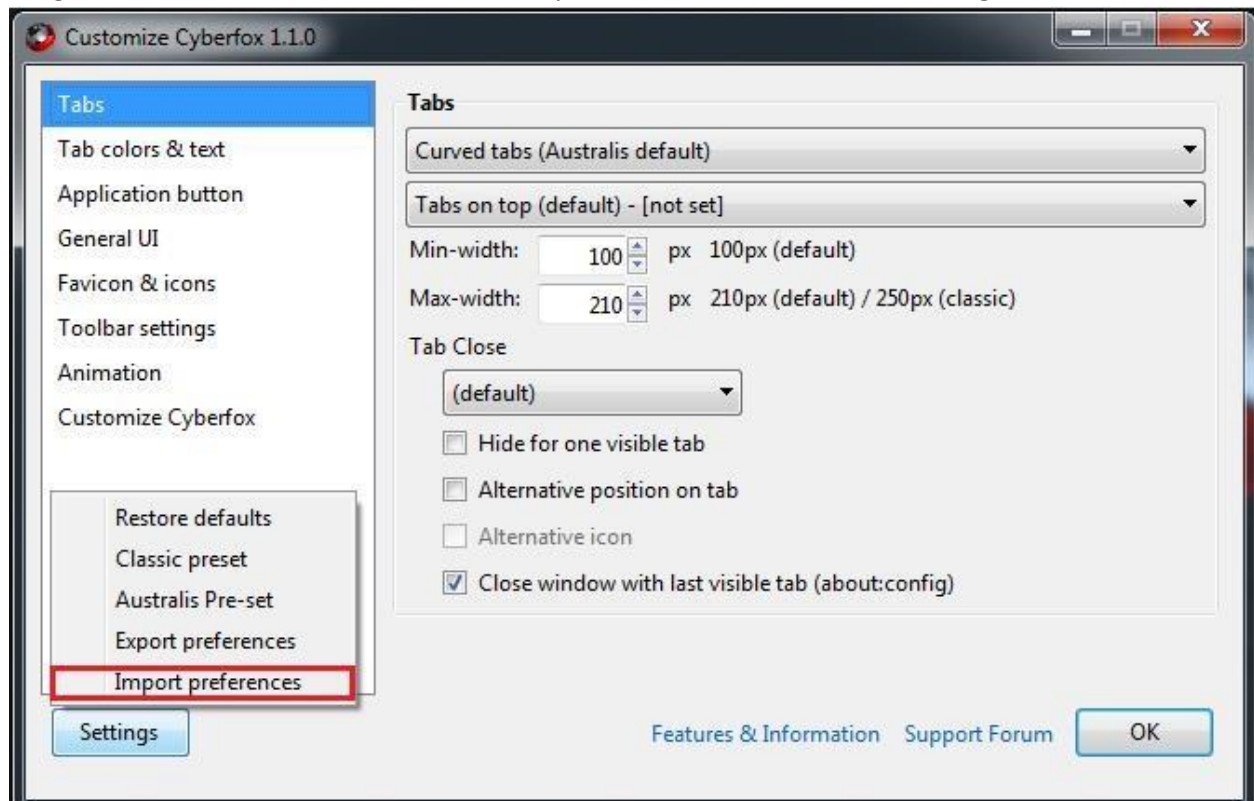 Customize Cyberfox 1.1.0
Tabs
Tab colors & text
Application button
General UI
Favicon & icons
Toolbar settings
Animation
Customize Cyberfox
Restore defaults
Classic preset
Australis Pre-set
Export preferences
Import preferences
Settings
Tabs
Curved tabs (Australis default)
Tabs on top (default) - [not set]
Min-width: 100 px 100px (default)
Max-width: 210 px 210px (default) / 250px (classic)
Tab Close
(default)
Hide for one visible tab
Alternative position on tab
Alternative icon
Close window with last visible tab (about:config)
Features & Information Support Forum OK